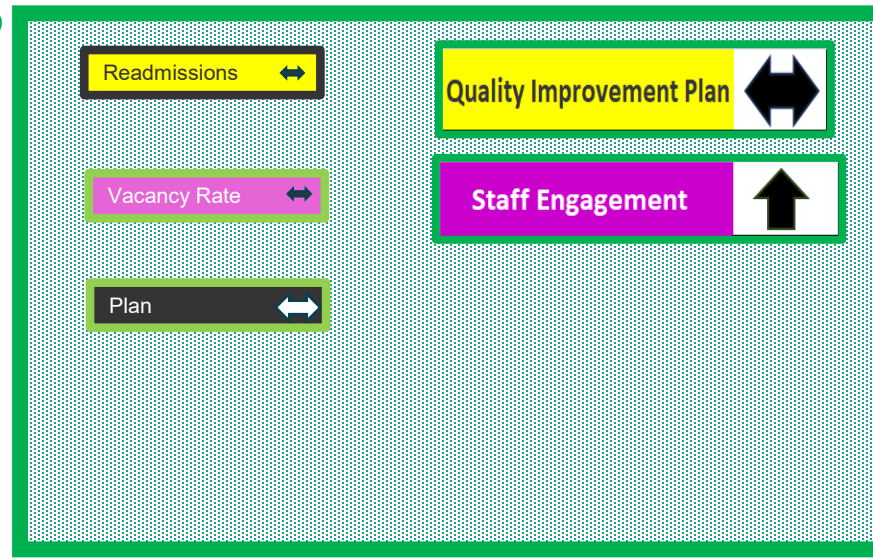 Readmissions
Vacancy Rate
Plan
Quality Improvement Plan
Staff Engagement